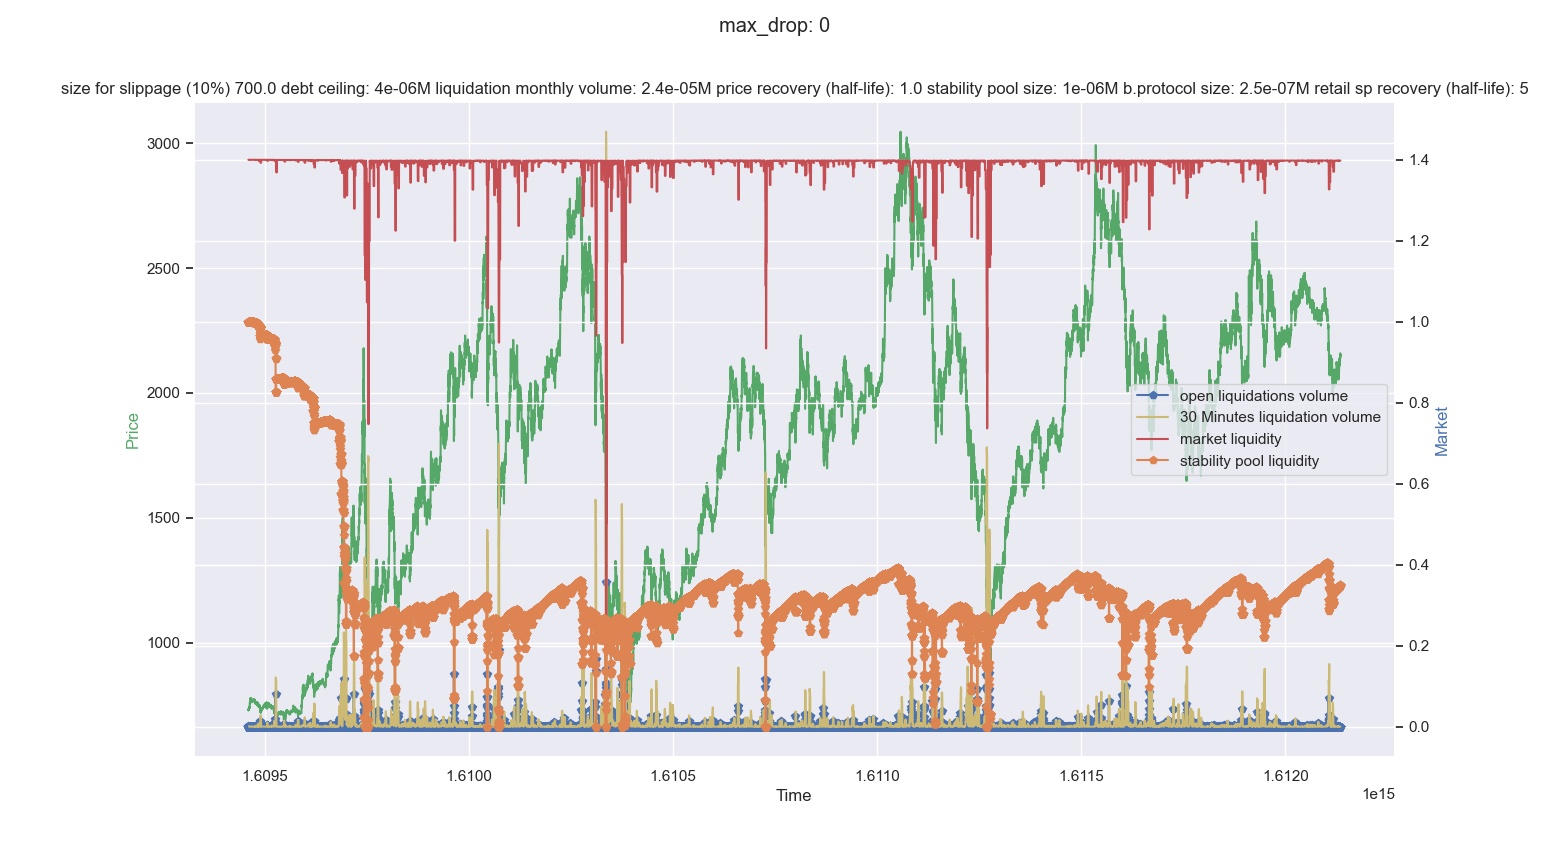 max_drop: 0
size for slippage (10%) 700.0 debt ceiling: 4e-06M liquidation monthly volume: 2.4e-05M price recovery (half-life): 1.0 stability pool size: 1e-06M b.protocol size: 2.5e-07M retail sp recovery (half-life): 5
3000
2500
2000
1500
1000
Price
1.4
1.2
1.0
0.8
0.6
0.4
0.2
0.0
Market
open liquidations volume
30 Minutes liquidation volume
market liquidity
stability pool liquidity
1.6095
1.6100
1.6105
1.6110
1.6115
1.6120
1e15
Time